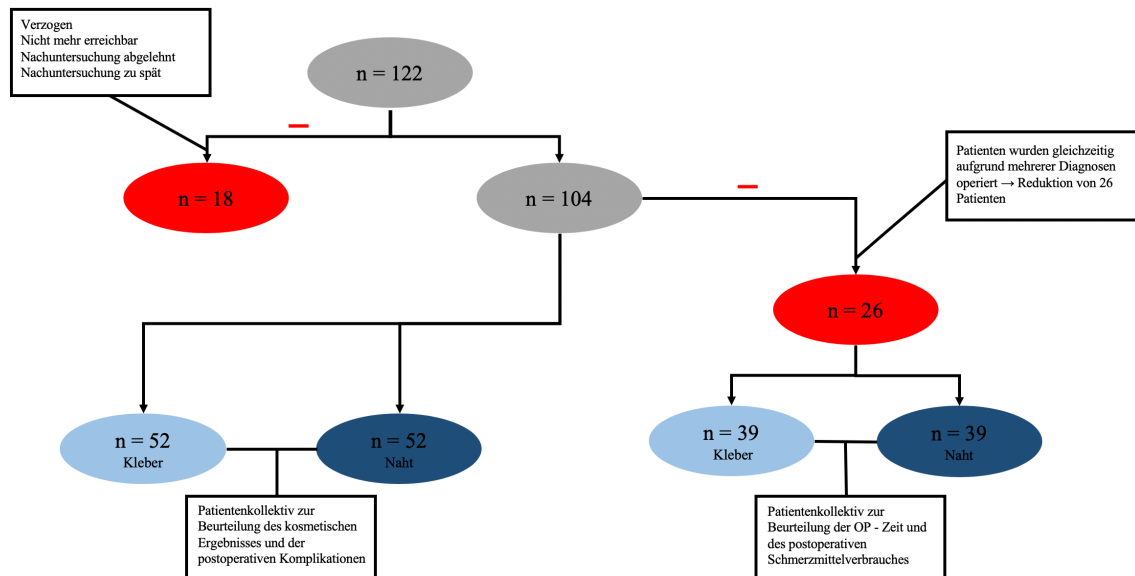 Verzogen
Nicht mehr erreichbar
Nachuntersuchung abgelehnt
Nachuntersuchung zu spät
n = 122
Patienten wurden gleichzeitig
aufgrund mehrerer Diagnosen
operiert → Reduktion von 26
Patienten
n = 18
n = 104
n = 26
n = 52
Kleber
n = 52
Naht
n = 39
Kleber
n = 39
Naht
Patientenkollektiv zur
Beurteilung des kosmetischen
Ergebnisses und der
postoperativen Komplikationen
Patientenkollektiv zur
Beurteilung der OP - Zeit und
des postoperativen
Schmerzmittelverbrauches